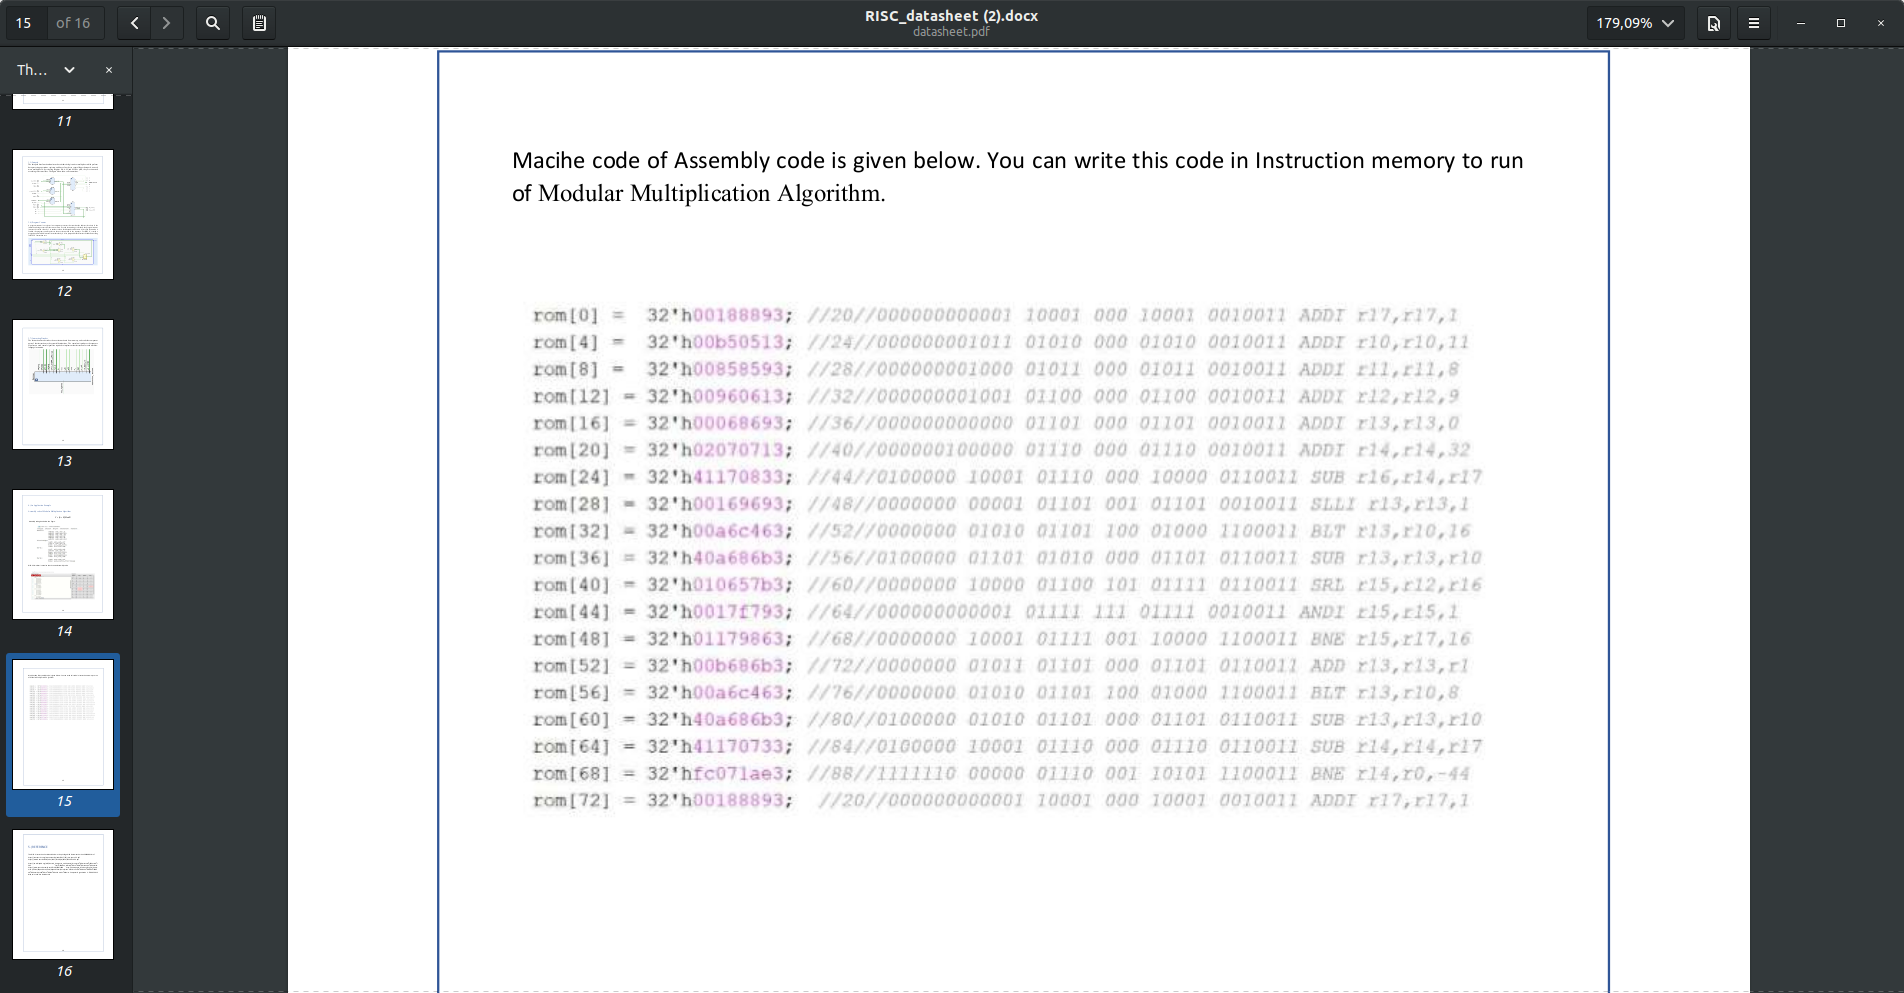 15 of 16
RISC_datasheet (2).docx
datasheet.pdf
179,09%
Th...
11
12
13
14
15
16
Macihe code of Assembly code is given below. You can write this code in Instruction memory to run
of Modular Multiplication Algorithm.
rom[0] = 32'h00188893; //20//000000000001 10001 000 10001 0010011 ADDI r17,r17,1
rom[4] = 32'h00b50513; //24//000000001011 01010 000 01010 0010011 ADDI r10,r10,11
rom[8] = 32'h00858593; //28//000000001000 01011 000 01011 0010011 ADDI r11,r11,8
rom[12] = 32'h00960613; //32//000000001001 01100 000 01100 0010011 ADDI r12,r12,9
rom[16] = 32'h00068693; //36//000000000000 01101 000 01101 0010011 ADDI r13,r13,0
rom[20] = 32'h02070713; //40//000000100000 01110 000 01110 0010011 ADDI r14,r14,32
rom[24] = 32'h41170833; //44//0100000 10001 01110 000 10000 0110011 SUB r16,r14,r17
rom[28] = 32'h00169693; //48//0000000 00001 01101 001 01101 0010011 SLLI r13,r13,1
rom[32] = 32'h00a6c463; //52//0000000 01010 01101 100 01000 1100011 BLT r13,r10,16
rom[36] = 32'h40a686b3; //56//0100000 01101 01010 000 01101 0110011 SUB r13,r13,r10
rom[40] = 32'h010657b3; //60//0000000 10000 01100 101 01111 0110011 SRL r15,r12,r16
rom[44] = 32'h0017f793; //64//000000000001 01111 111 01111 0010011 ANDI r15,r15,1
rom[48] = 32'h01179863; //68//0000000 10001 01111 001 10000 1100011 BNE r15,r17,16
rom[52] = 32'h00b686b3; //72//0000000 01011 01101 000 01101 0110011 ADD r13,r13,r1
rom[56] = 32'h00a6c463; //76//0000000 01010 01101 100 01000 1100011 BLT r13,r10,8
rom[60] = 32'h40a686b3; //80//0100000 01010 01101 000 01101 0110011 SUB r13,r13,r10
rom[64] = 32'h41170733; //84//0100000 10001 01110 000 01110 0110011 SUB r14,r14,r17
rom[68] = 32'hfc071ae3; //88//1111110 00000 01110 001 10101 1100011 BNE r14,r0,-44
rom[72] = 32'h00188893; //20//000000000001 10001 000 10001 0010011 ADDI r17,r17,1